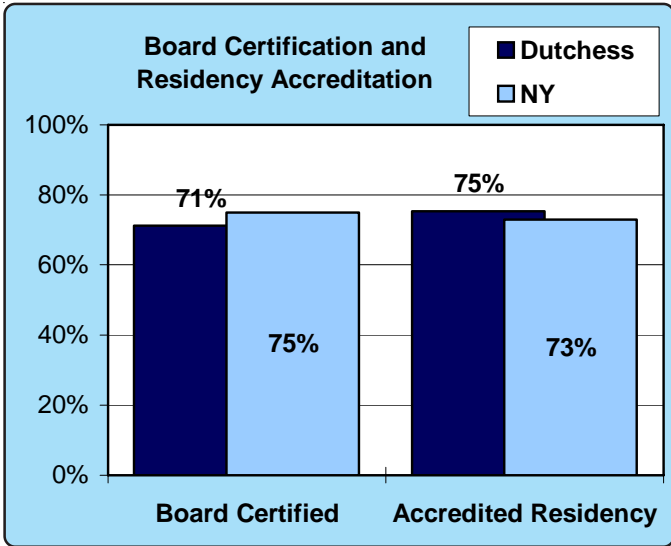 Board Certification and
Residency Accreditation
Dutchess
NY
100%
80%
60%
40%
20%
0%
71%
75%
75%
73%
Board Certified
Accredited Residency